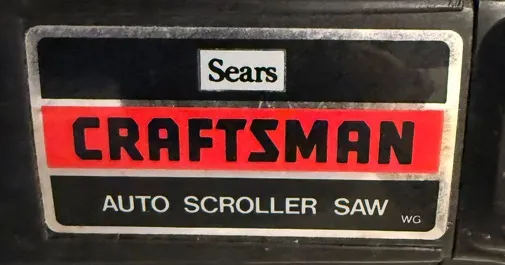 Sears
CRAFTSMAN
AUTO SCROLLER SAW WG